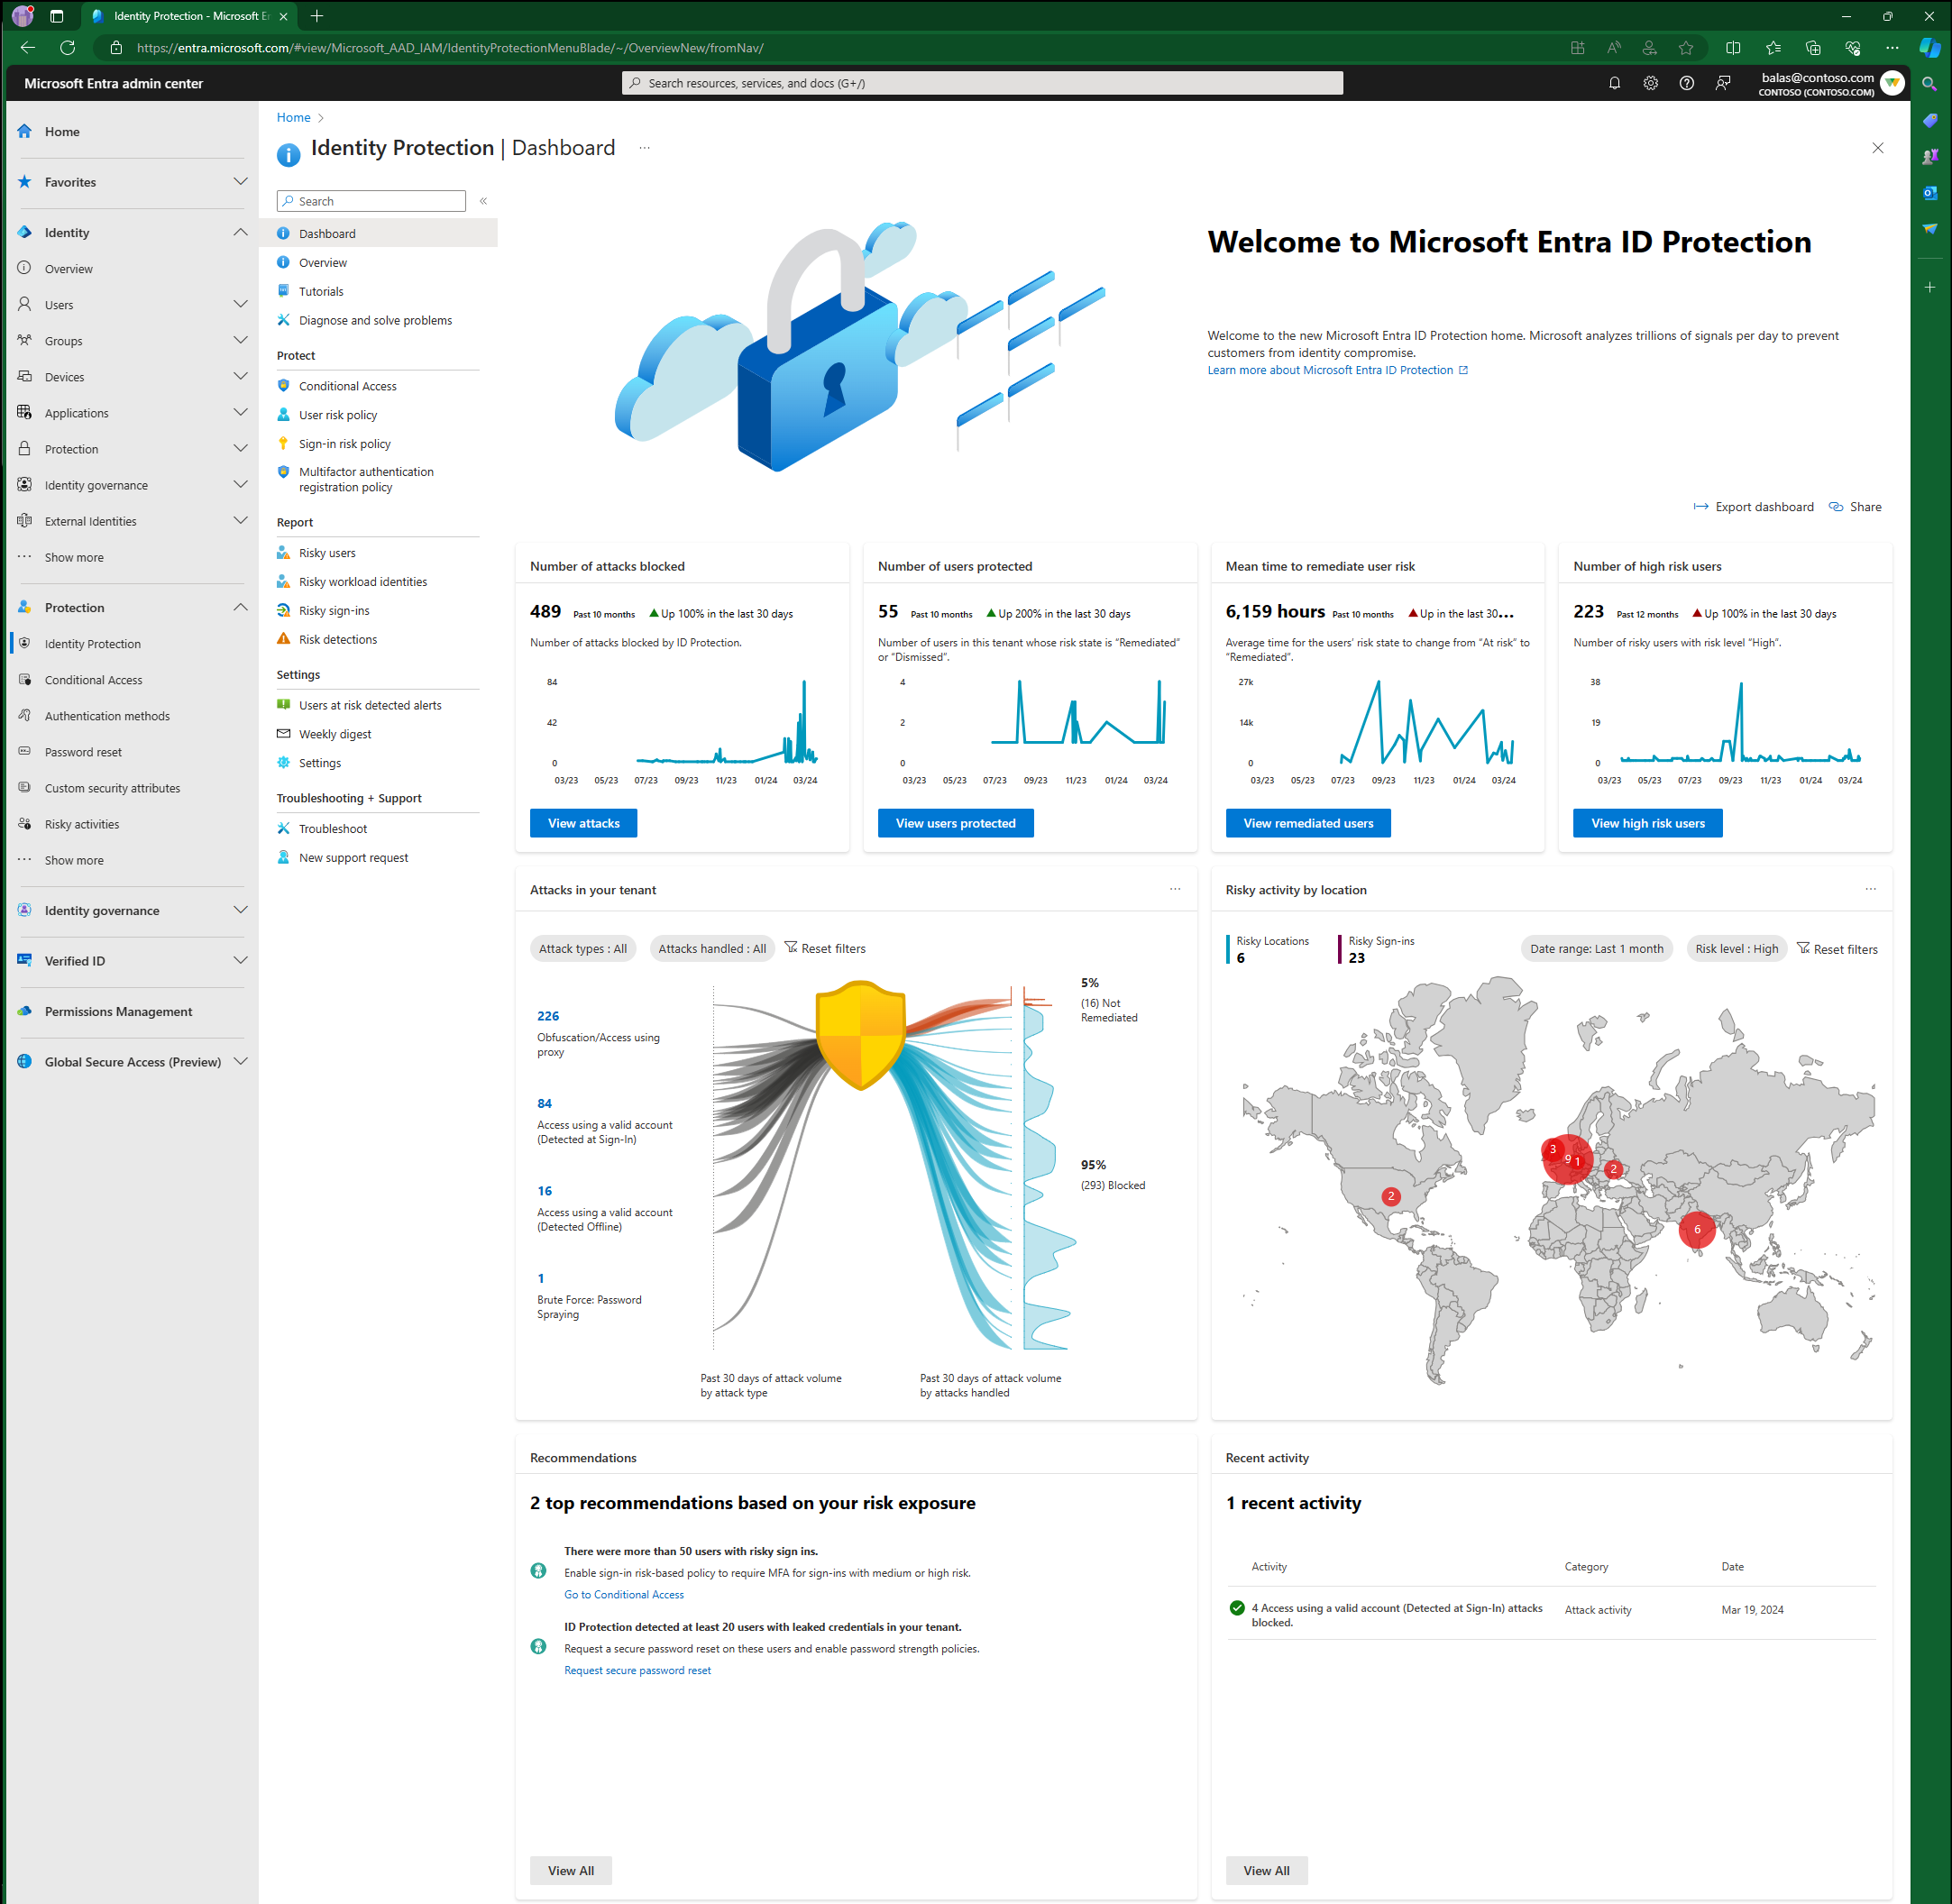 Identity Protection - Microsoft E
https://entra.microsoft.com/#view/Microsoft_AAD_IAM/IdentityProtectionMenuBlade/~/OverviewNew/fromNav/
Microsoft Entra admin center
Search resources, services, and docs (G+/)
balas@contoso.com
CONTOSO (CONTOSO.COM)
Home
Favorites
Identity
Overview
Users
Groups
Devices
Applications
Protection
Identity governance
External Identities
Show more
Protection
Identity Protection
Conditional Access
Authentication methods
Password reset
Custom security attributes
Risky activities
Show more
Identity governance
Verified ID
Permissions Management
Global Secure Access (Preview)
Home
Identity Protection | Dashboard
Search
Dashboard
Overview
Tutorials
Diagnose and solve problems
Protect
Conditional Access
User risk policy
Sign-in risk policy
Multifactor authentication
registration policy
Report
Risky users
Risky workload identities
Risky sign-ins
Risk detections
Settings
Users at risk detected alerts
Weekly digest
Settings
Troubleshooting + Support
Troubleshoot
New support request
Welcome to Microsoft Entra ID Protection
Welcome to the new Microsoft Entra ID Protection home. Microsoft analyzes trillions of signals per day to prevent
customers from identity compromise.
Learn more about Microsoft Entra ID Protection
Export dashboard
Share
Number of attacks blocked
489 Past 10 months Up 100% in the last 30 days
Number of attacks blocked by ID Protection.
84
42
0
03/23 05/23 07/23 09/23 11/23 01/24 03/24
View attacks
Number of users protected
55 Past 10 months Up 200% in the last 30 days
Number of users in this tenant whose risk state is “Remediated”
or “Dismissed”.
4
2
0
03/23 05/23 07/23 09/23 11/23 01/24 03/24
View users protected
Mean time to remediate user risk
6,159 hours Past 10 months Up in the last 30...
Average time for the users’ risk state to change from “At risk” to
“Remediated”.
27k
14k
0
03/23 05/23 07/23 09/23 11/23 01/24 03/24
View remediated users
Number of high risk users
223 Past 12 months Up 100% in the last 30 days
Number of risky users with risk level “High”.
38
19
0
03/23 05/23 07/23 09/23 11/23 01/24 03/24
View high risk users
Attacks in your tenant
Attack types : All
Attacks handled : All
Reset filters
226
Obfuscation/Access using
proxy
84
Access using a valid account
(Detected at Sign-In)
16
Access using a valid account
(Detected Offline)
1
Brute Force: Password
Spraying
5%
(16) Not
Remediated
95%
(293) Blocked
Past 30 days of attack volume
by attack type
Past 30 days of attack volume
by attacks handled
Risky activity by location
Risky Locations
6
Risky Sign-ins
23
Date range: Last 1 month
Risk level : High
Reset filters
3
9
1
2
2
6
Recommendations
2 top recommendations based on your risk exposure
There were more than 50 users with risky sign ins.
Enable sign-in risk-based policy to require MFA for sign-ins with medium or high risk.
Go to Conditional Access
ID Protection detected at least 20 users with leaked credentials in your tenant.
Request a secure password reset on these users and enable password strength policies.
Request secure password reset
View All
Recent activity
1 recent activity
Activity Category Date
4 Access using a valid account (Detected at Sign-In) attacks
blocked.
Attack activity
Mar 19, 2024
View All